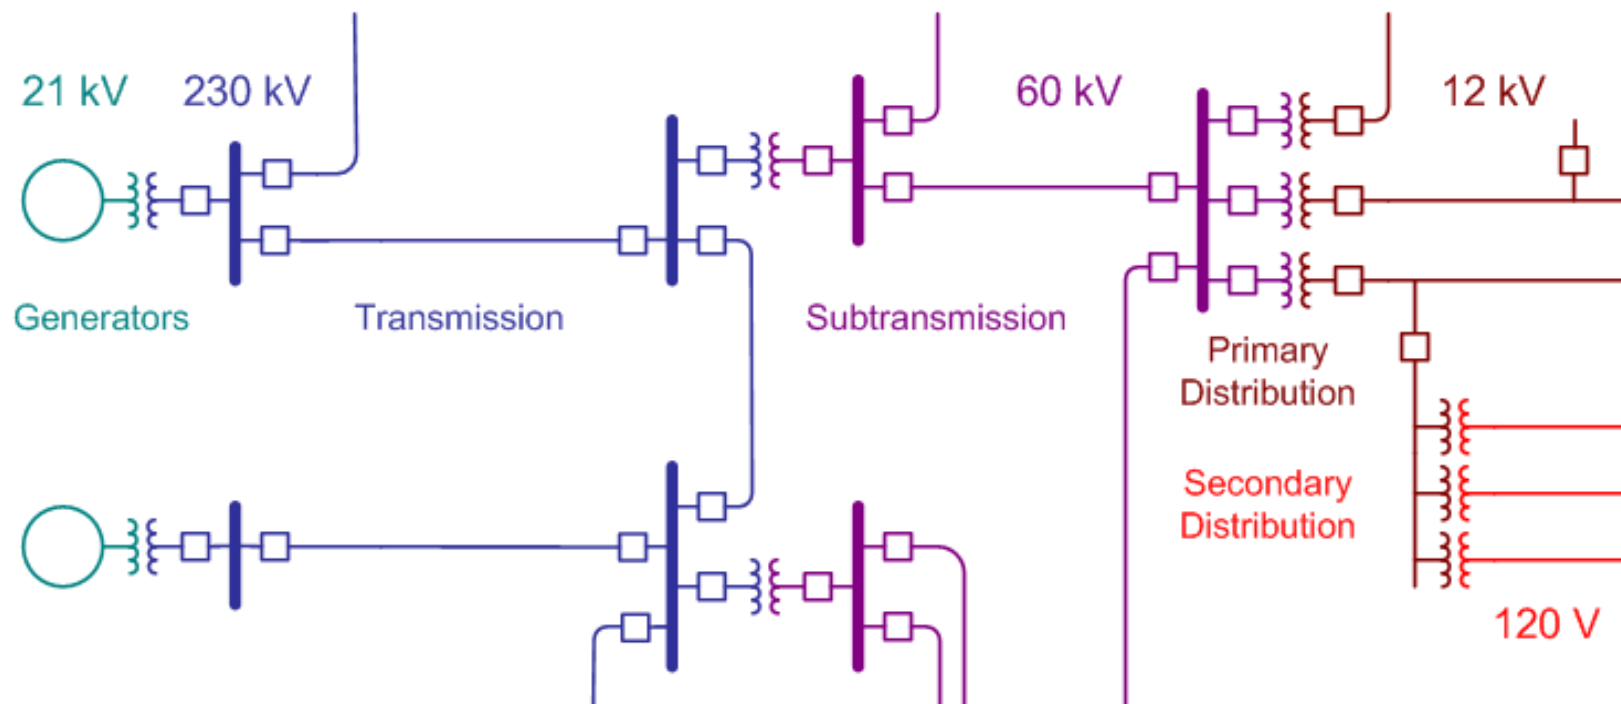 21 kV
230 kV
60 kV
12 kV
Generators
Transmission
Subtransmission
Primary
Distribution
Secondary
Distribution
120 V